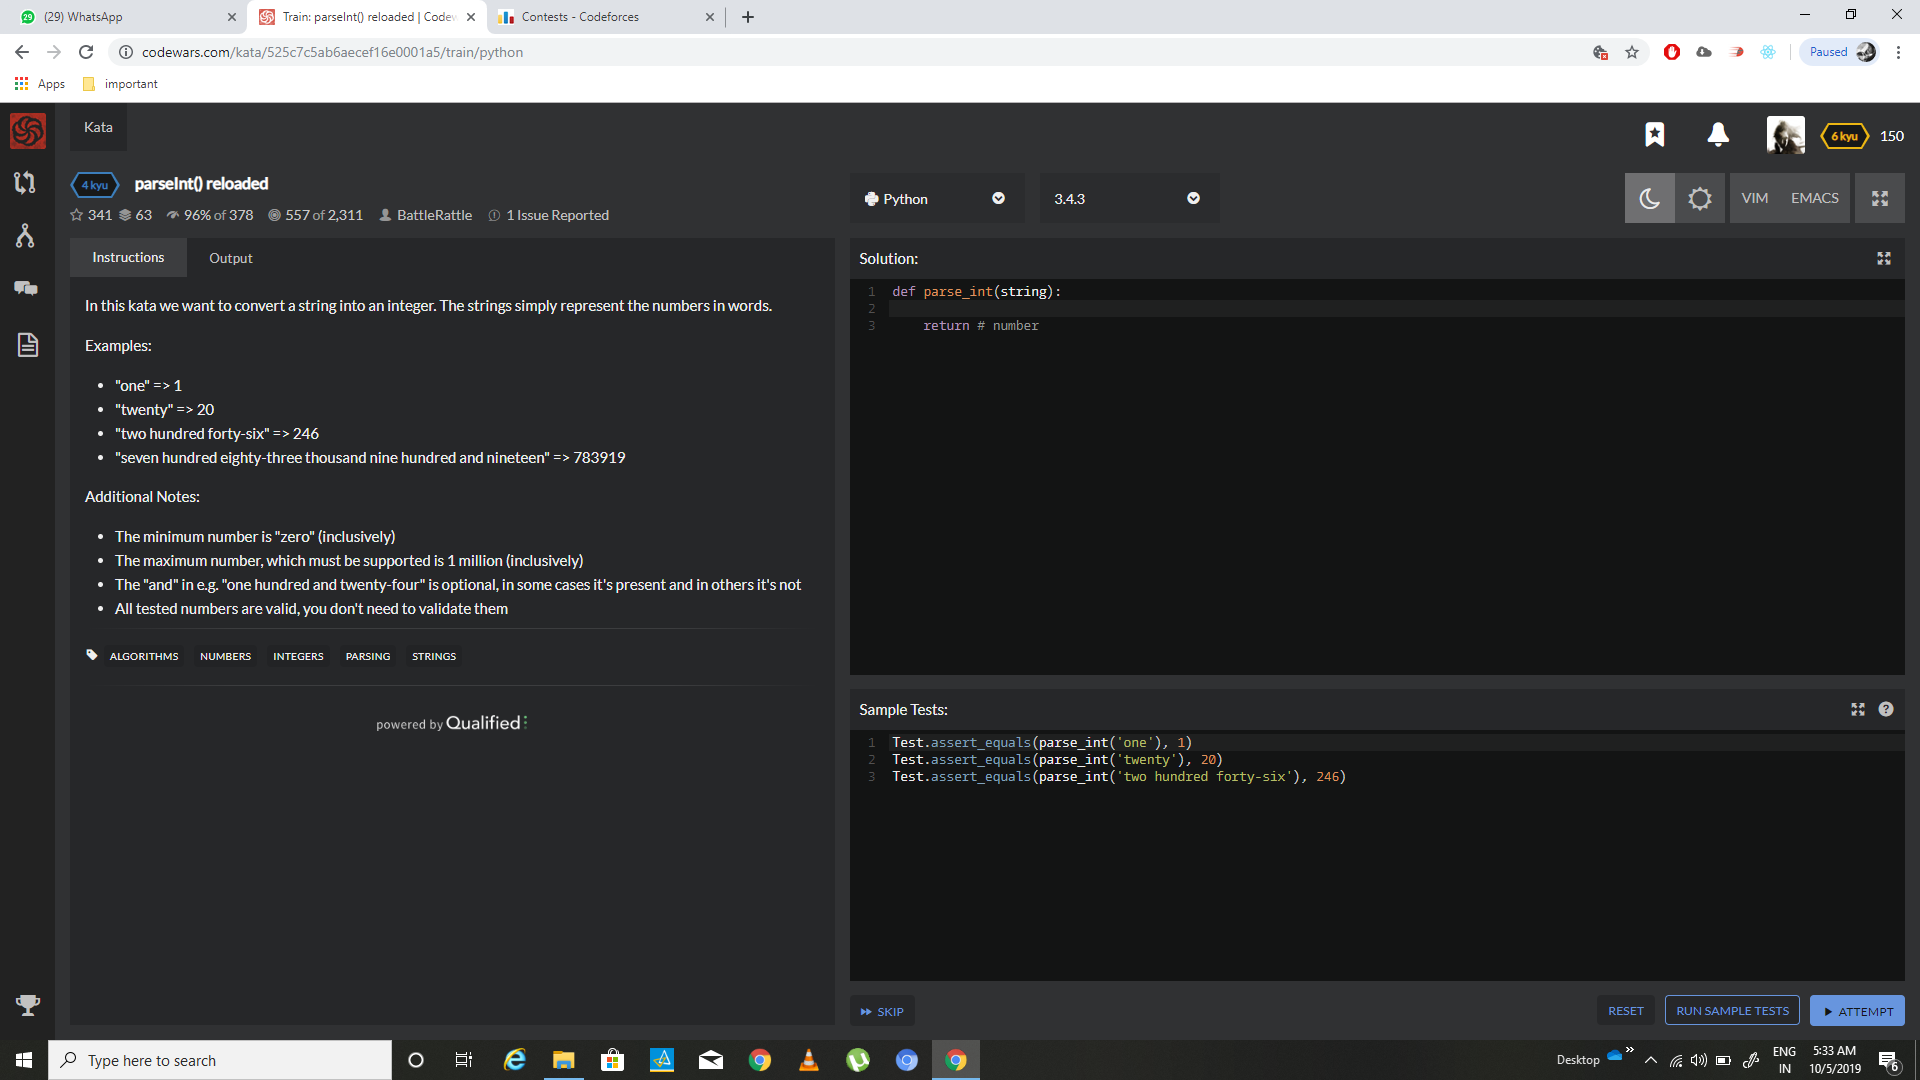 (29) WhatsApp
Train: parseInt() reloaded | Codew
Contests - Codeforces
codewars.com/kata/525c7c5ab6aecef16e0001a5/train/python
Paused
Apps
important
Kata
6 kyu
150
4 kyu
parseInt() reloaded
341 63 96% of 378 557 of 2,311 BattleRattle 1 Issue Reported
Python
3.4.3
VIM
EMACS
Instructions
Output
In this kata we want to convert a string into an integer. The strings simply represent the numbers in words.
Examples:
• "one" => 1
• "twenty" => 20
• "two hundred forty-six" => 246
• "seven hundred eighty-three thousand nine hundred and nineteen" => 783919
Additional Notes:
• The minimum number is "zero" (inclusively)
• The maximum number, which must be supported is 1 million (inclusively)
• The "and" in e.g. "one hundred and twenty-four" is optional, in some cases it's present and in others it's not
• All tested numbers are valid, you don't need to validate them
ALGORITHMS NUMBERS INTEGERS PARSING STRINGS
powered by Qualified
Solution:
1 def parse_int(string):
2
3 return # number
Sample Tests:
1 Test.assert_equals(parse_int('one'), 1)
2 Test.assert_equals(parse_int('twenty'), 20)
3 Test.assert_equals(parse_int('two hundred forty-six'), 246)
SKIP
RESET
RUN SAMPLE TESTS
ATTEMPT
Type here to search
Desktop
ENG
IN
5:33 AM
10/5/2019
6